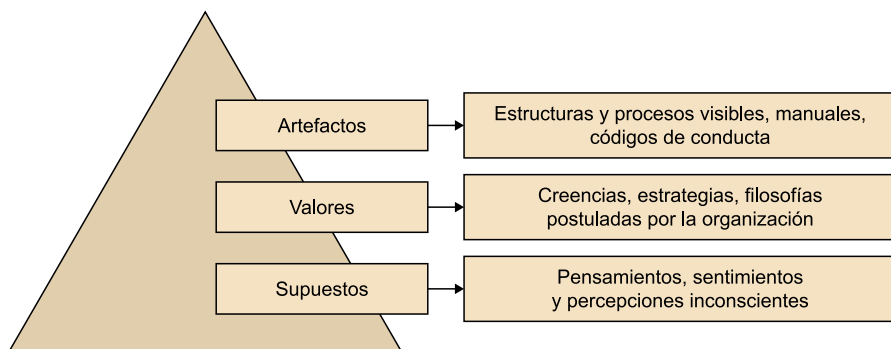 Artefactos
Estructuras y procesos visibles, manuales,
códigos de conducta
Valores
Creencias, estrategias, filosofías
postuladas por la organización
Supuestos
Pensamientos, sentimientos
y percepciones inconscientes